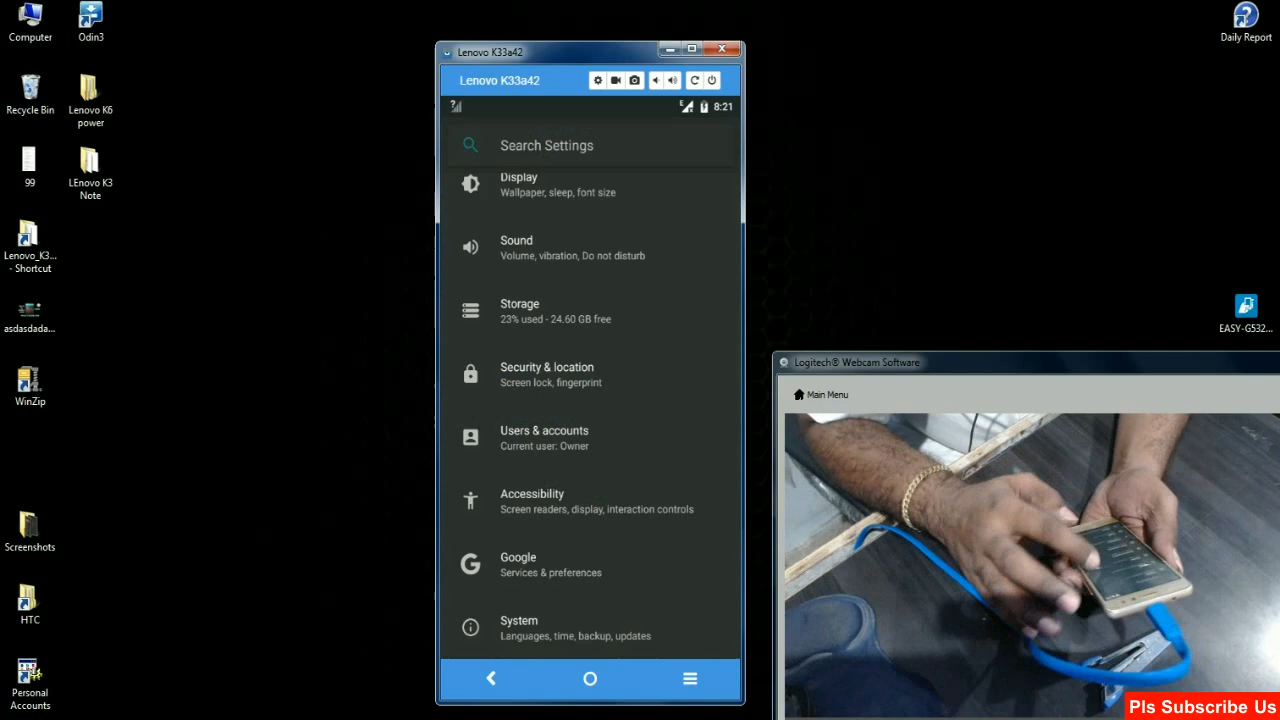 Computer
Odin3
Recycle Bin
Lenovo K6
power
99
LEnovo K3
Note
Lenovo_K3...
- Shortcut
asdasdada...
WinZip
Screenshots
HTC
Personal
Accounts
Lenovo K33a42
Lenovo K33a42
? E 8:21
Search Settings
Display
Wallpaper, sleep, font size
Sound
Volume, vibration, Do not disturb
Storage
23% used - 24.60 GB free
Security & location
Screen lock, fingerprint
Users & accounts
Current user: Owner
Accessibility
Screen readers, display, interaction controls
Google
Services & preferences
System
Languages, time, backup, updates
Daily Report
EASY-G532...
Logitech® Webcam Software
Main Menu
Pls Subscribe Us